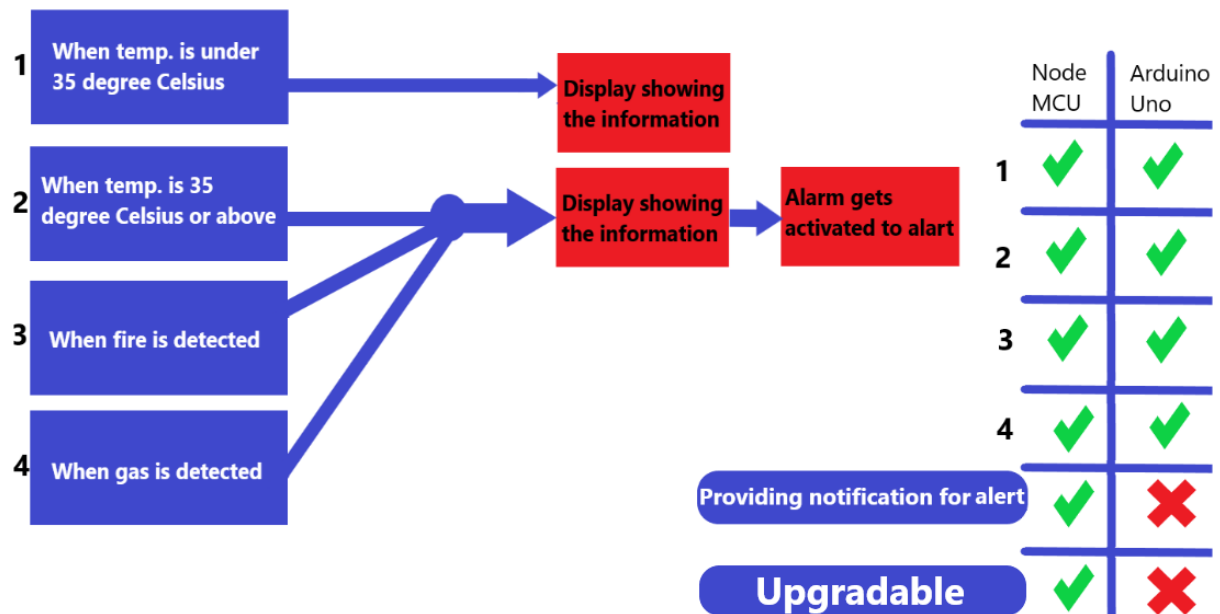 1
When temp. is under
35 degree Celsius
Display showing
the information
2
When temp. is 35
degree Celsius or above
Display showing
the information
Alarm gets
activated to alart
3
When fire is detected
4
When gas is detected
Node
MCU
Arduino
Uno
1
2
3
4
Providing notification for alert
Upgradable